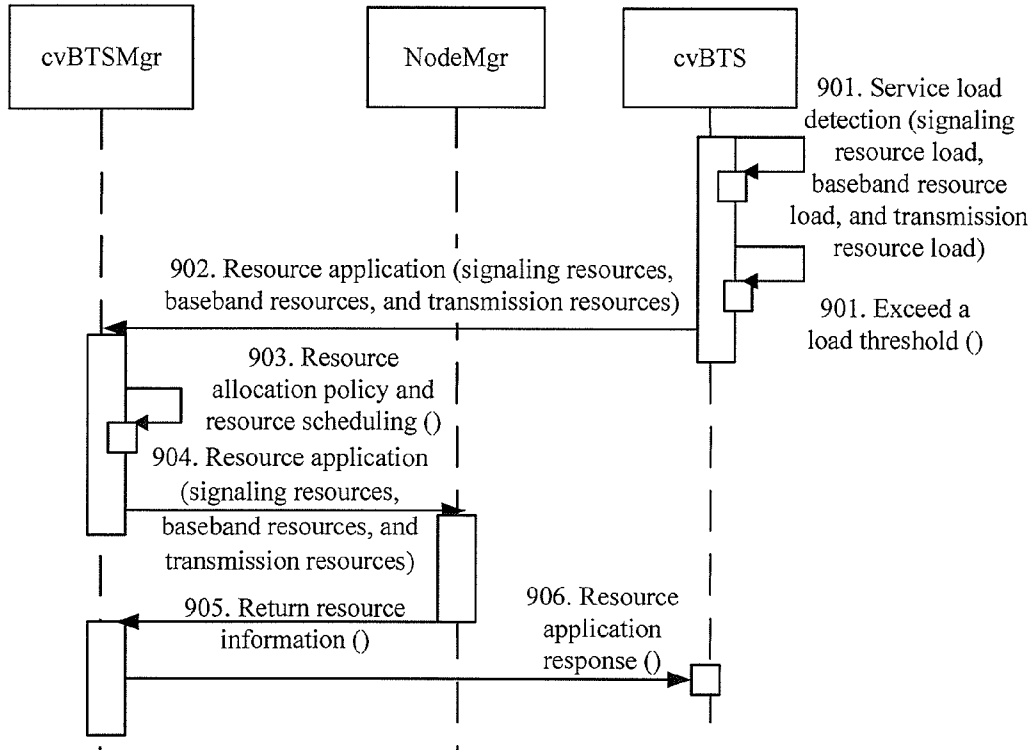 cvBTSMgr
NodeMgr
cvBTS
901. Service load
detection (signaling
resource load,
baseband resource
load, and transmission
resource load)
902. Resource application (signaling resources,
baseband resources, and transmission resources)
901. Exceed a
load threshold ()
903. Resource
allocation policy and
resource scheduling ()
904. Resource application
(signaling resources,
baseband resources, and
transmission resources)
905. Return resource
information ()
906. Resource
application
response ()